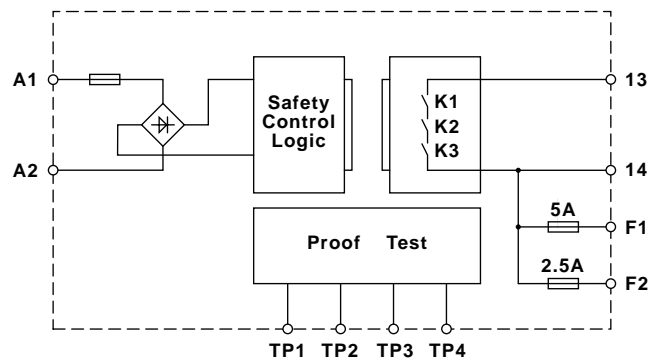 A1
A2
Safety
Control
Logic
K1
K2
K3
13
14
5A
F1
2.5A
F2
Proof Test
TP1 TP2 TP3 TP4